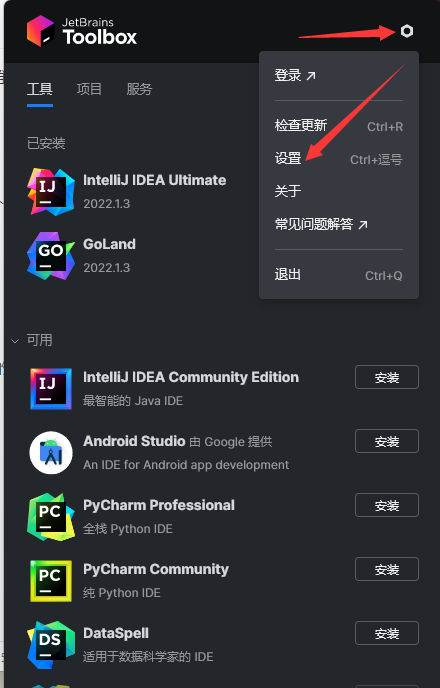 JetBrains
Toolbox
登录
检查更新 Ctrl+R
设置 Ctrl+逗号
关于
常见问题解答
退出 Ctrl+Q
工具 项目 服务
已安装
IJ
IntelliJ IDEA Ultimate
2022.1.3
GO
GoLand
2022.1.3
可用
IJ
IntelliJ IDEA Community Edition
最智能的 Java IDE
安装
Android Studio 由 Google 提供
An IDE for Android app development
安装
PC
PyCharm Professional
全栈 Python IDE
安装
PC
PyCharm Community
纯 Python IDE
安装
DS
DataSpell
适用于数据科学家的 IDE
安装